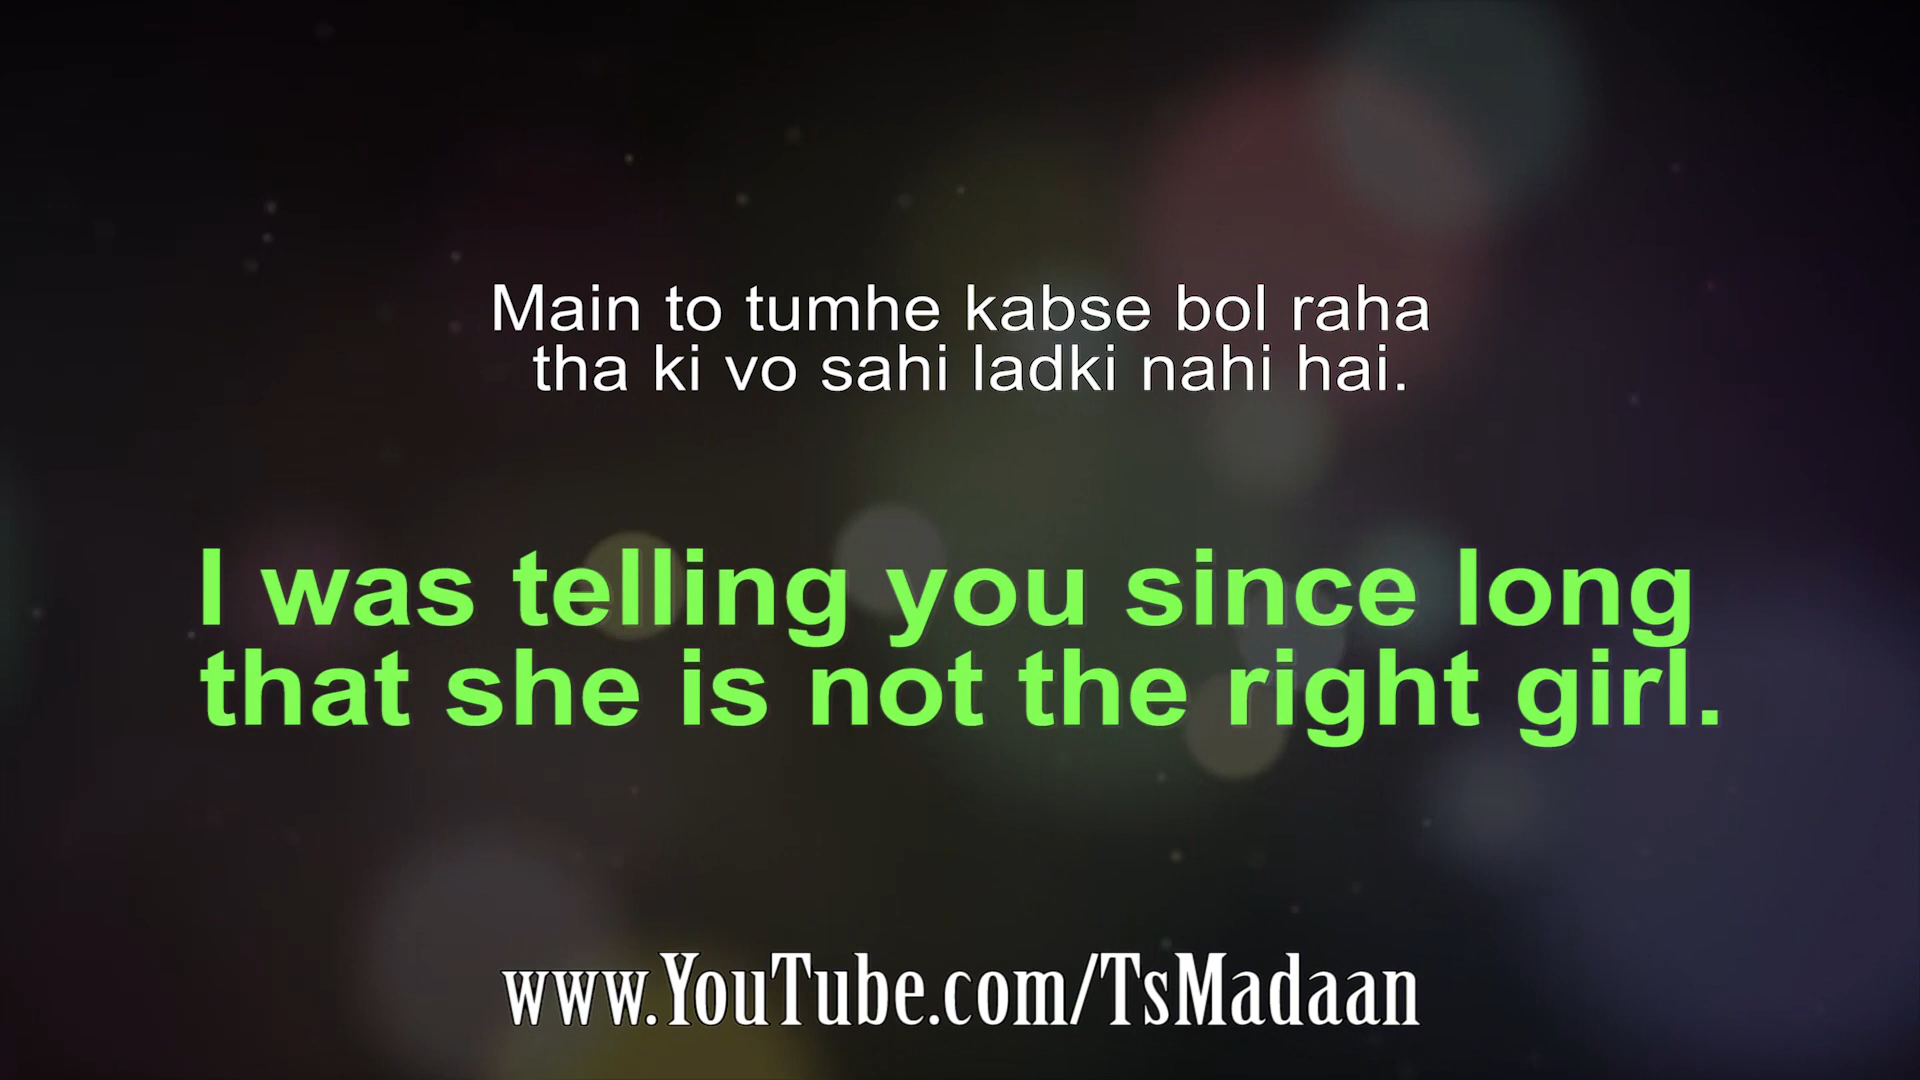 Main to tumhe kabse bol raha
tha ki vo sahi ladki nahi hai.
I was telling you since long
that she is not the right girl.
www.YouTube.com/TsMadaan